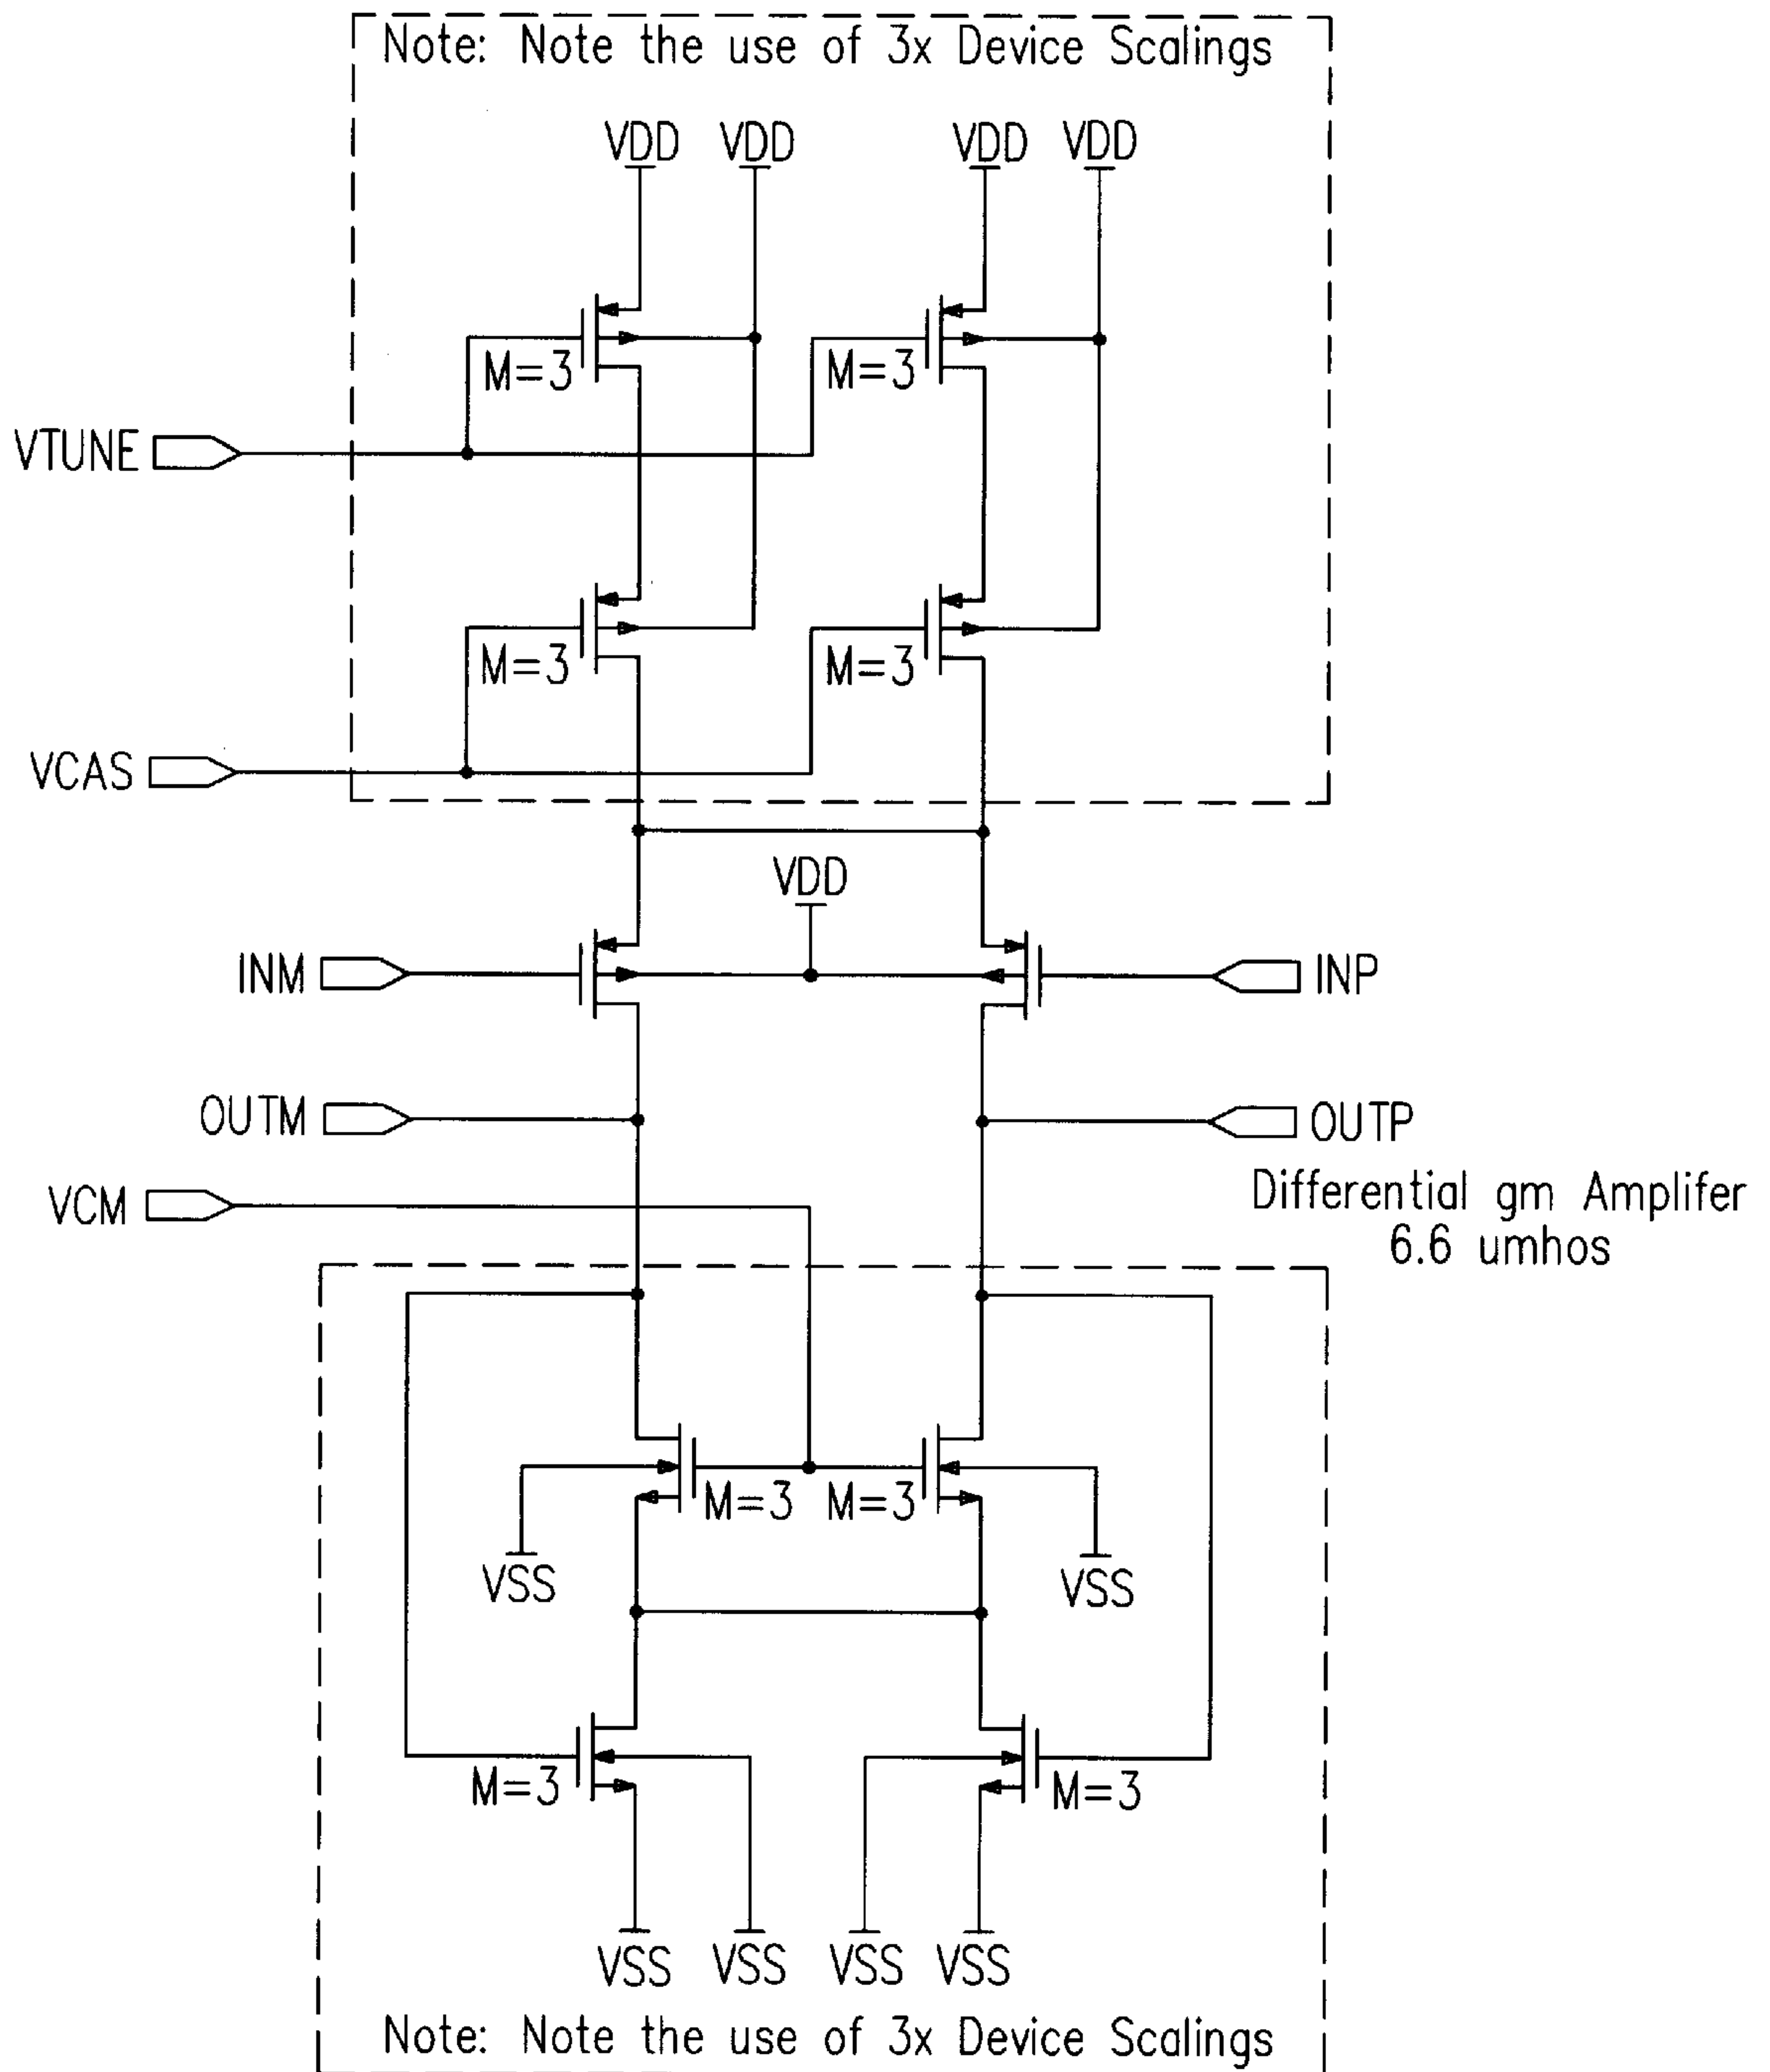 Note: Note the use of 3x Device Scalings
VDD VDD VDD VDD
M=3 M=3
VTUNE
M=3 M=3
VCAS
VDD
INM INP
OUTM OUTP
VCM
Differential gm Amplifer
6.6 umhos
M=3 M=3
VSS VSS
M=3 M=3
VSS VSS VSS VSS
Note: Note the use of 3x Device Scalings